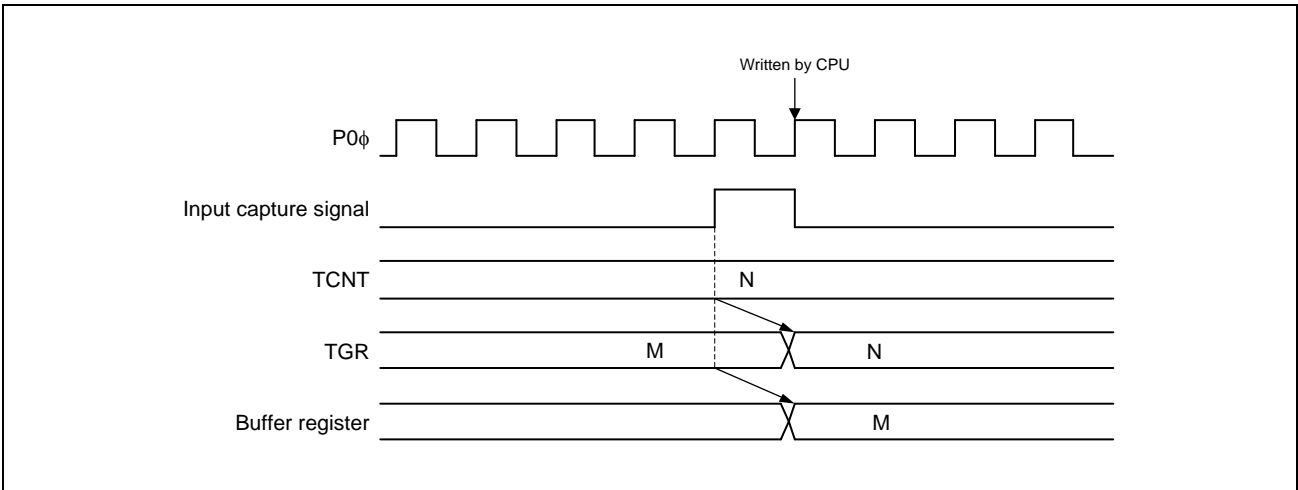 Written by CPU
P0ϕ
Input capture signal
TCNT
N
TGR
M
N
Buffer register
M